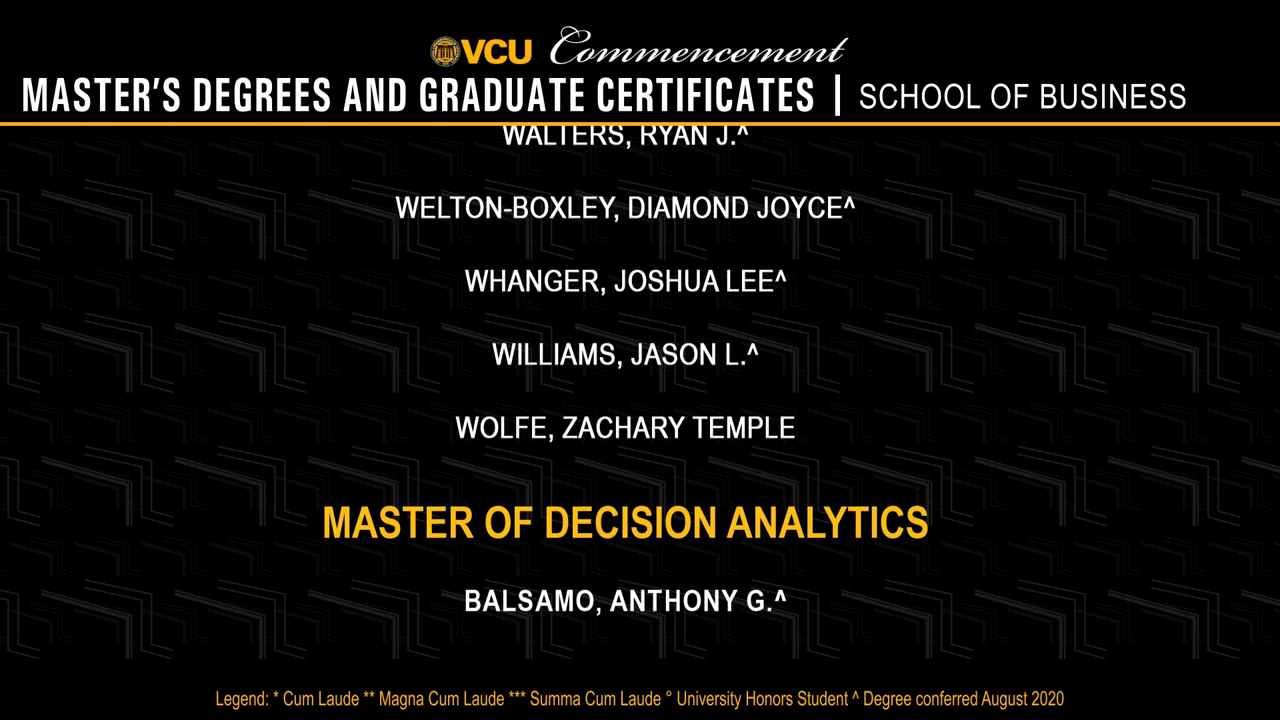 VCU Commencement
MASTER'S DEGREES AND GRADUATE CERTIFICATES | SCHOOL OF BUSINESS
WALTERS, RYAN J.^
WELTON-BOXLEY, DIAMOND JOYCE^
WHANGER, JOSHUA LEE^
WILLIAMS, JASON L.^
WOLFE, ZACHARY TEMPLE
MASTER OF DECISION ANALYTICS
BALSAMO, ANTHONY G.^
Legend: * Cum Laude ** Magna Cum Laude *** Summa Cum Laude ° University Honors Student ^ Degree conferred August 2020